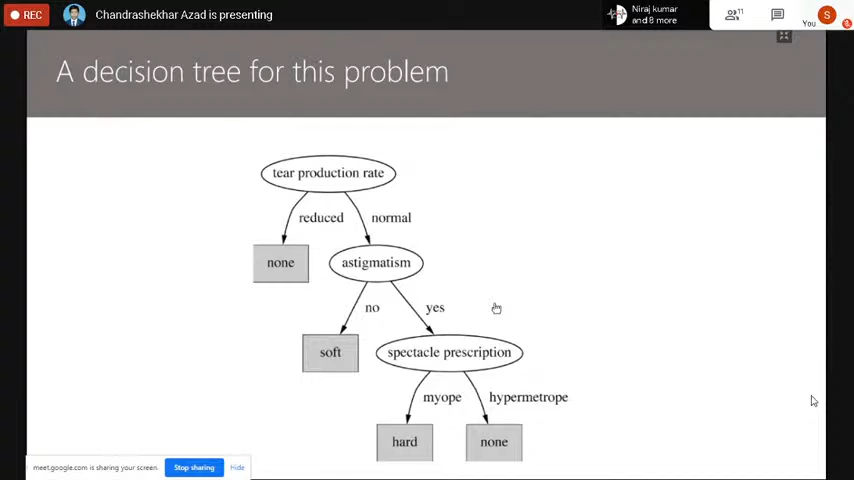 REC
Chandrashekhar Azad is presenting
Niraj kumar
and 8 more
11
You
S
A decision tree for this problem
tear production rate
reduced
normal
none
astigmatism
no
yes
soft
spectacle prescription
myope
hypermetrope
hard
none
meet.google.com is sharing your screen.
Stop sharing
Hide